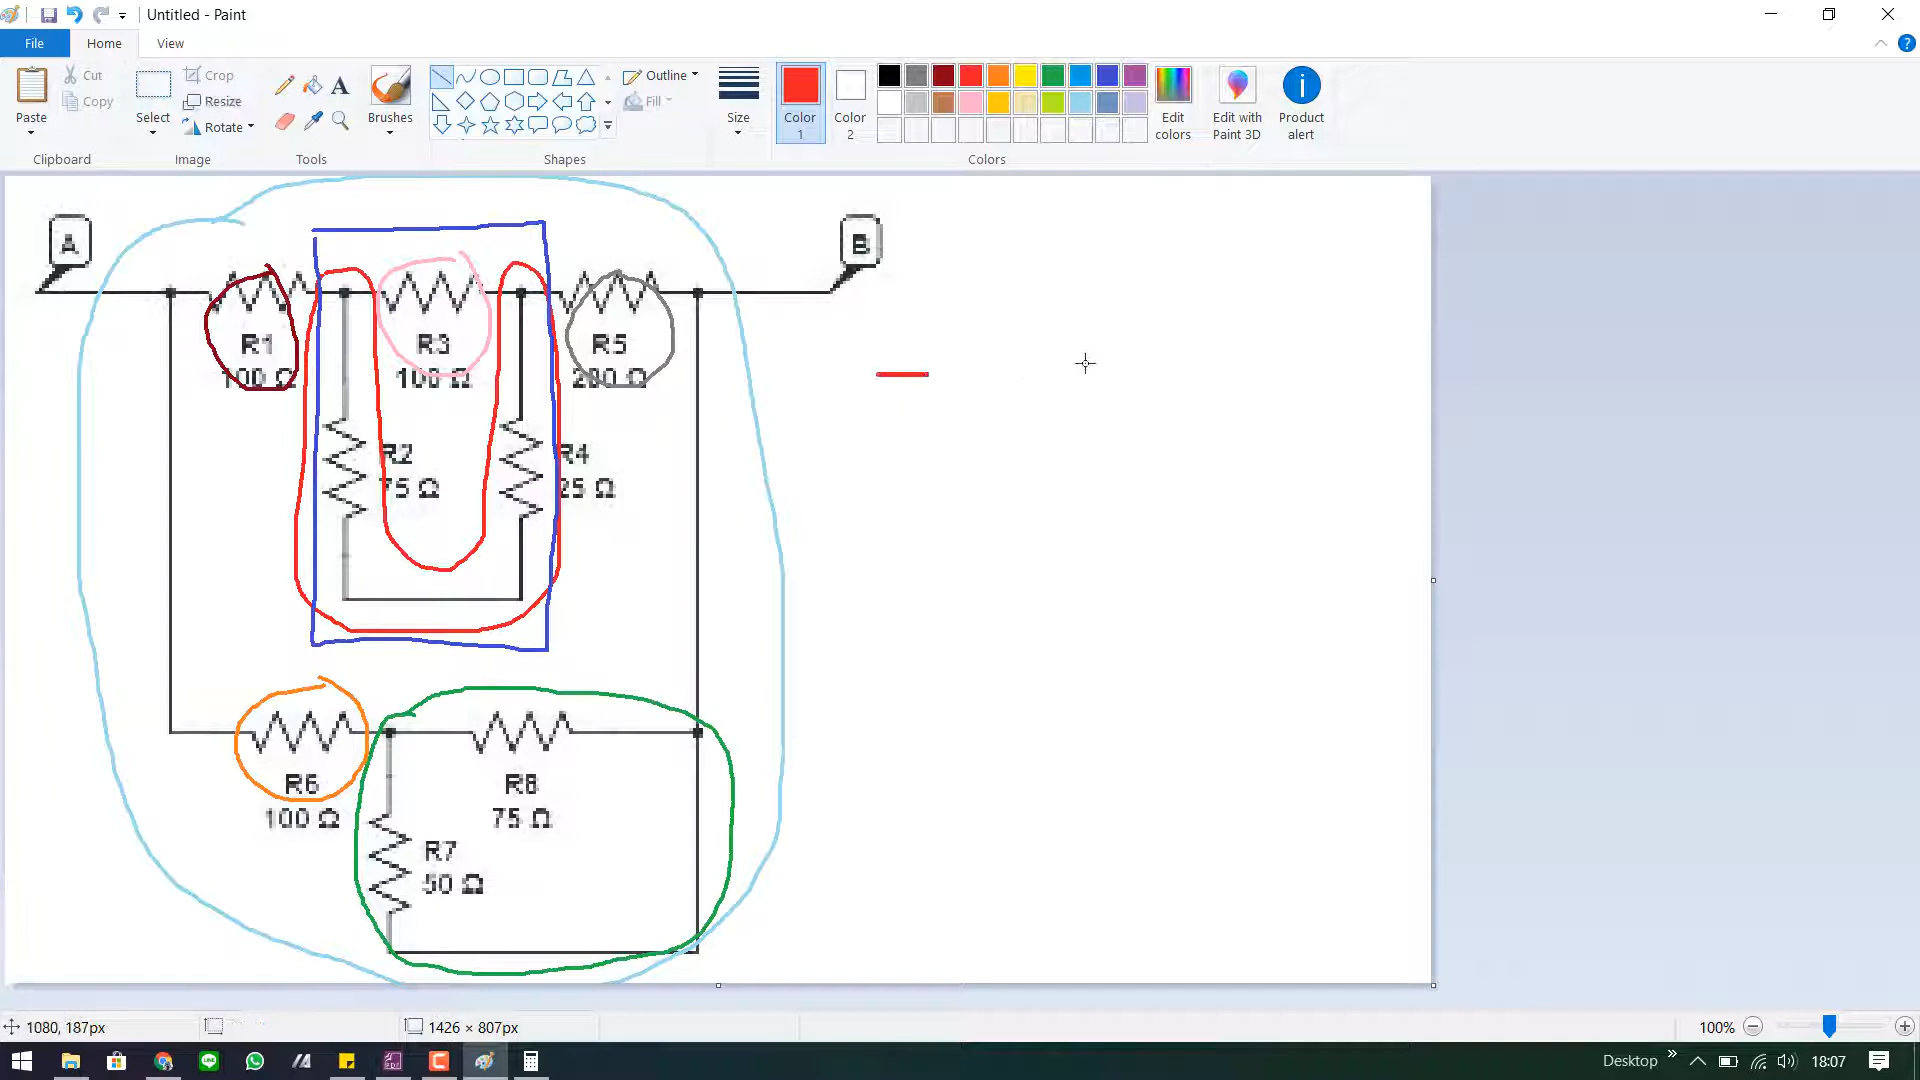 Untitled - Paint
File Home View
Paste
Cut
Copy
Clipboard
Select
Crop
Resize
Rotate
Image
A
Tools
Brushes
Outline
Fill
Shapes
Size
Color 1
Color 2
Edit colors
Edit with Paint 3D
Product alert
Colors
A
B
R1
100 Ω
R3
100 Ω
R5
200 Ω
R2
75 Ω
R4
25 Ω
R6
100 Ω
R8
75 Ω
R7
50 Ω
1080, 187px
1426 × 807px
100%
Desktop
18:07